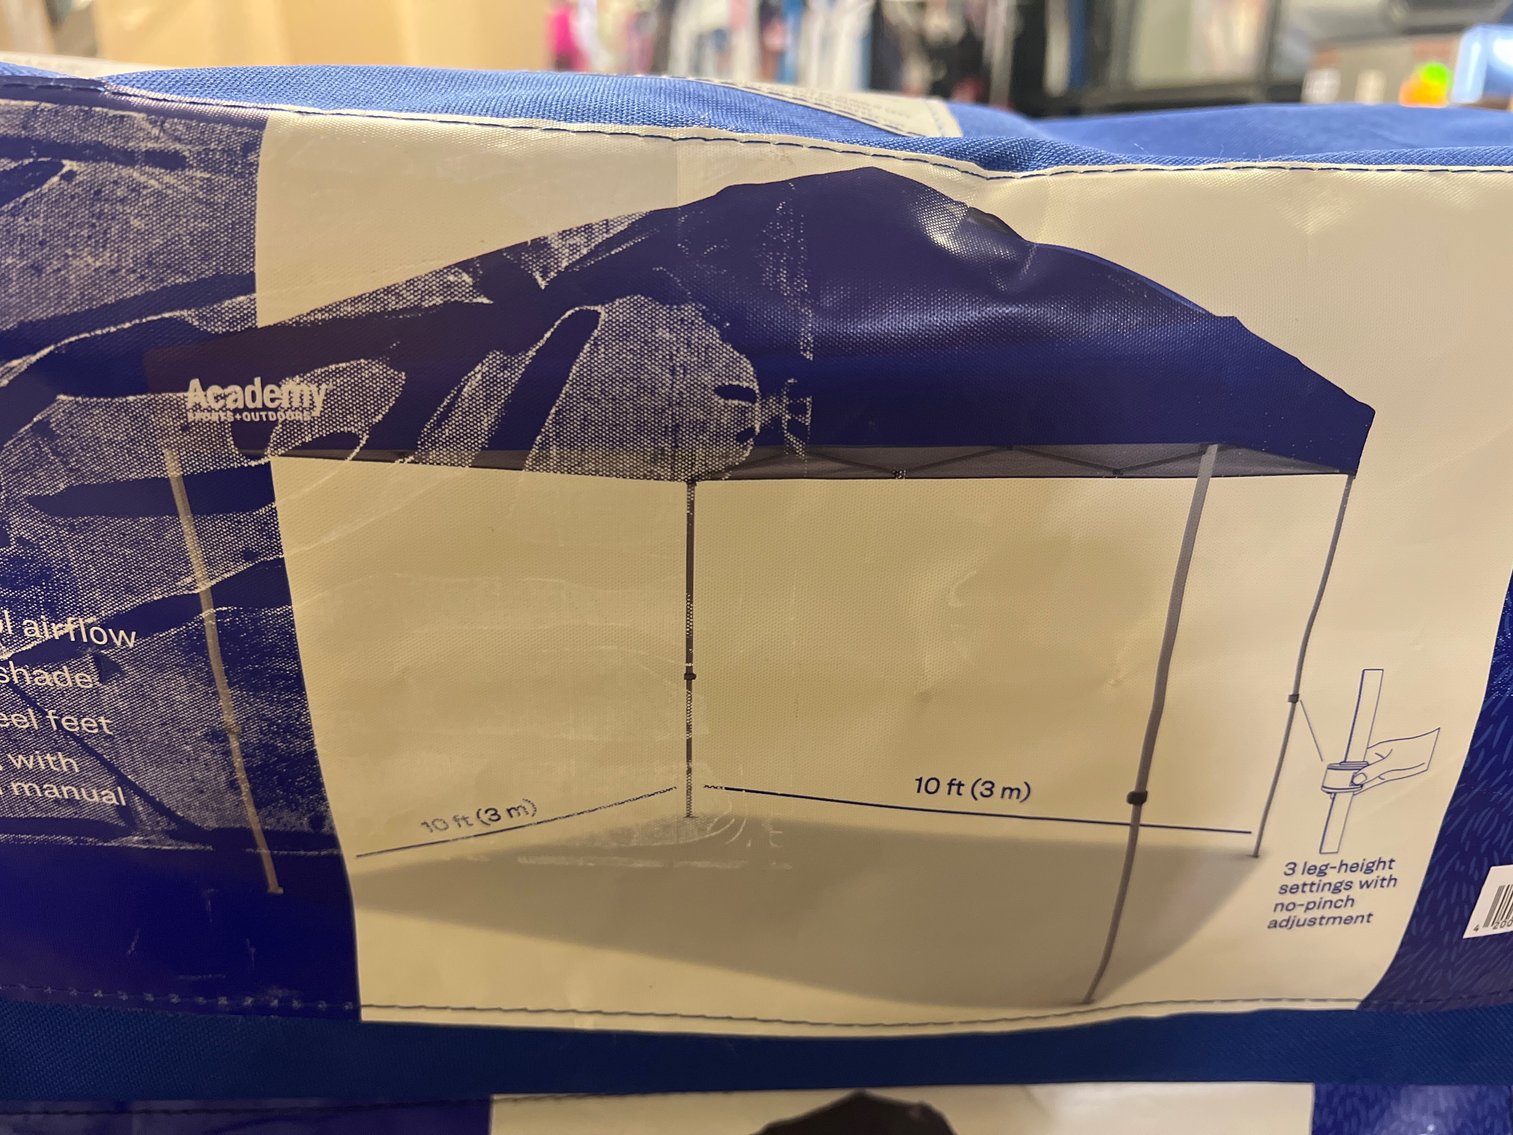 Academy
SPORTS+OUTDOORS
airflow
shade
feet
with
manual
10 ft (3 m)
10 ft (3 m)
3 leg-height
settings with
no-pinch
adjustment